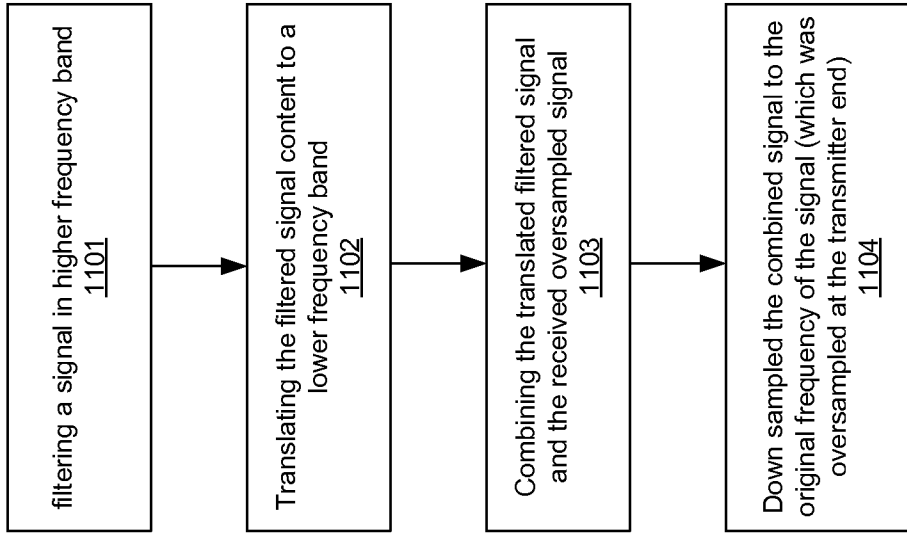 filtering a signal in higher frequency band
1101
Translating the filtered signal content to a
lower frequency band
1102
Combining the translated filtered signal
and the received oversampled signal
1103
Down sampled the combined signal to the
original frequency of the signal (which was
oversampled at the transmitter end)
1104